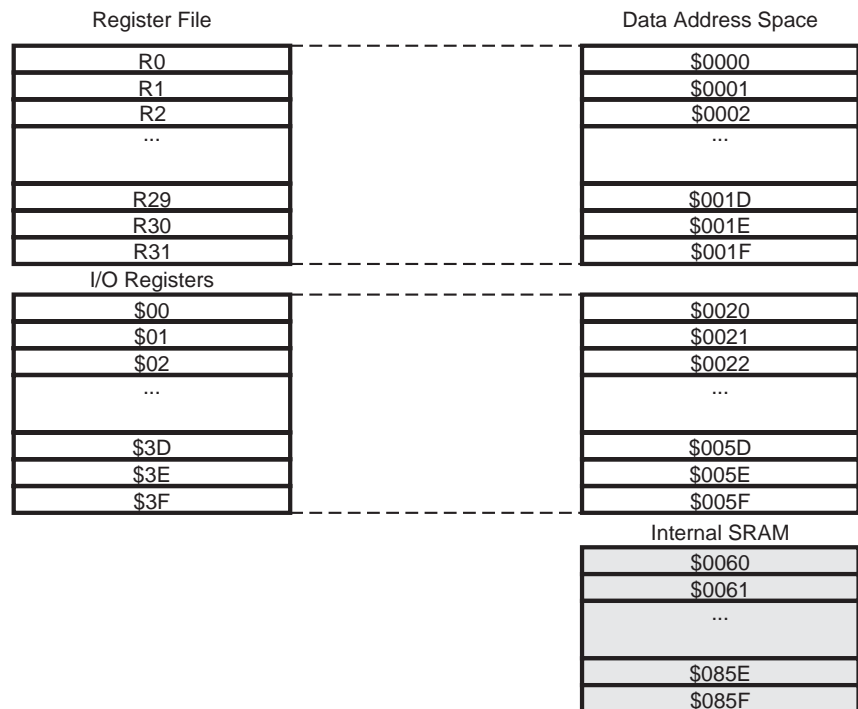 Register File Data Address Space
R0 $0000
R1 $0001
R2 $0002
... ...
R29 $001D
R30 $001E
R31 $001F
I/O Registers
$00 $0020
$01 $0021
$02 $0022
... ...
$3D $005D
$3E $005E
$3F $005F
Internal SRAM
$0060
$0061
...
$085E
$085F